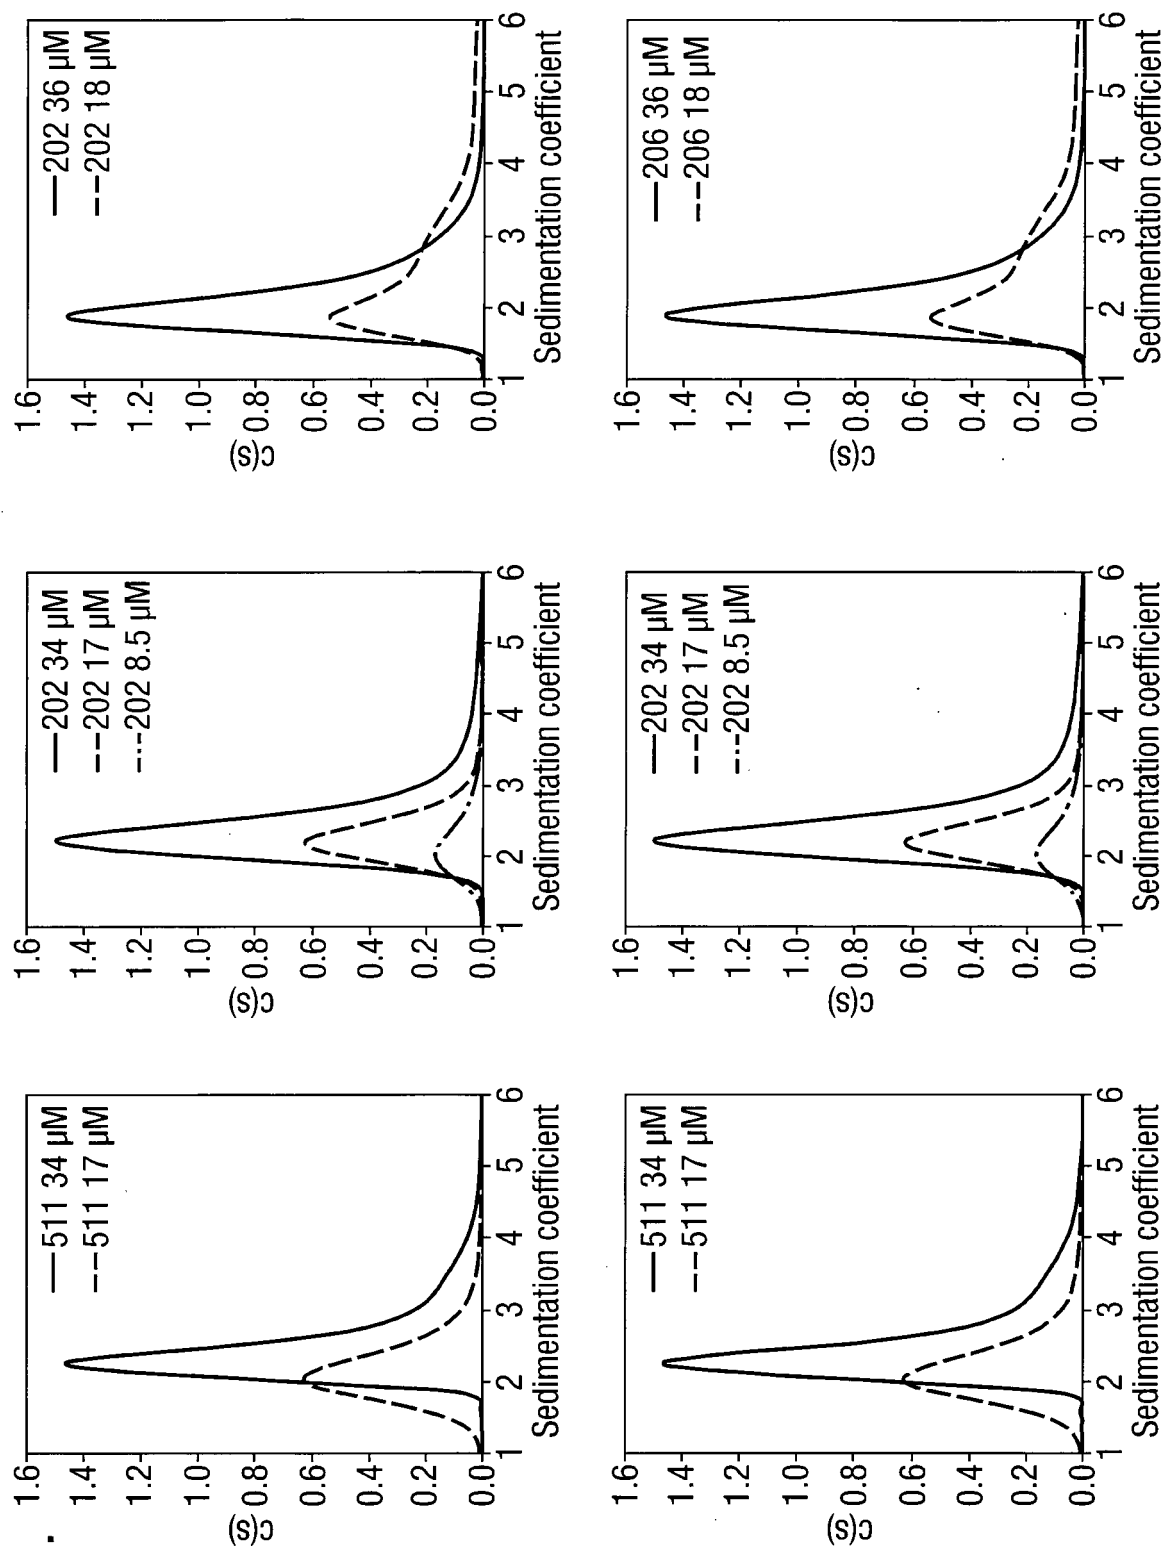 c(s)
1.6
1.4
1.2
1.0
0.8
0.6
0.4
0.2
0.0
511 34 µM
511 17 µM
1 2 3 4 5 6
Sedimentation coefficient
c(s)
1.6
1.4
1.2
1.0
0.8
0.6
0.4
0.2
0.0
202 34 µM
202 17 µM
202 8.5 µM
1 2 3 4 5 6
Sedimentation coefficient
c(s)
1.6
1.4
1.2
1.0
0.8
0.6
0.4
0.2
0.0
202 36 µM
202 18 µM
1 2 3 4 5 6
Sedimentation coefficient
c(s)
1.6
1.4
1.2
1.0
0.8
0.6
0.4
0.2
0.0
511 34 µM
511 17 µM
1 2 3 4 5 6
Sedimentation coefficient
c(s)
1.6
1.4
1.2
1.0
0.8
0.6
0.4
0.2
0.0
202 34 µM
202 17 µM
202 8.5 µM
1 2 3 4 5 6
Sedimentation coefficient
c(s)
1.6
1.4
1.2
1.0
0.8
0.6
0.4
0.2
0.0
206 36 µM
206 18 µM
1 2 3 4 5 6
Sedimentation coefficient